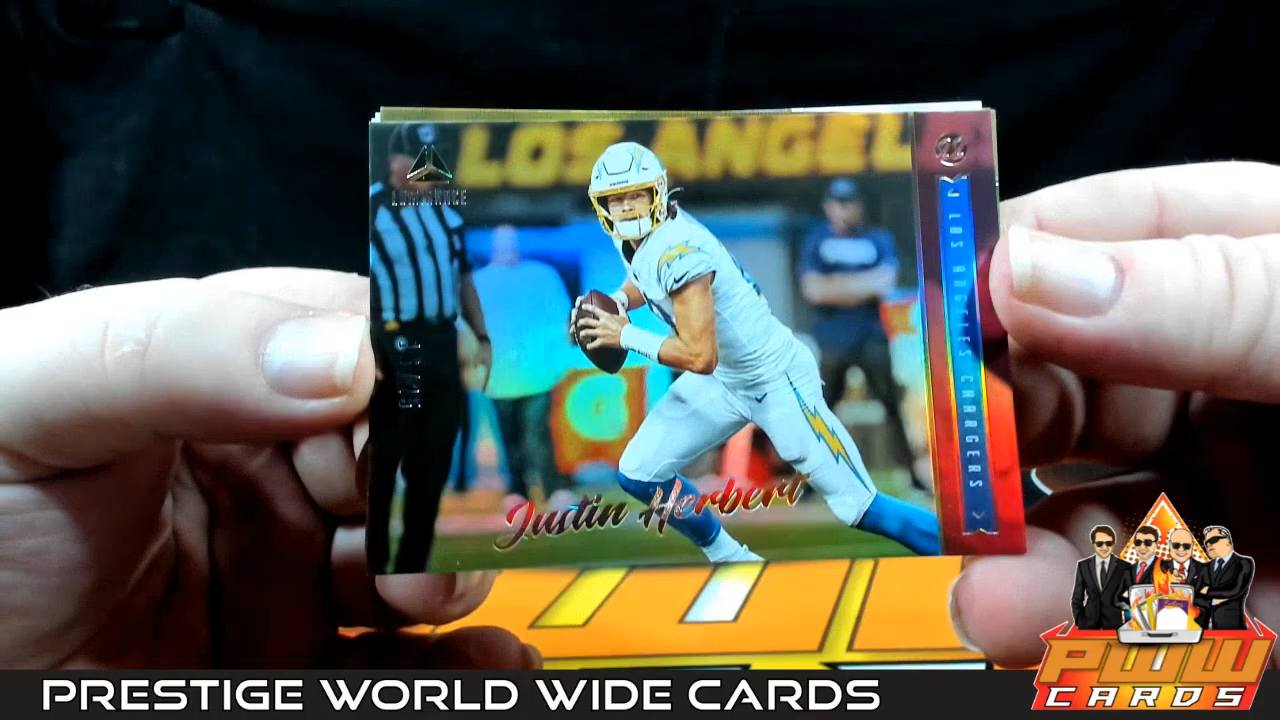 LOS ANGEL
LUMINANCE
LOS ANGELES CHARGERS
Justin Herbert
PRESTIGE WORLD WIDE CARDS
PWW
CARDS